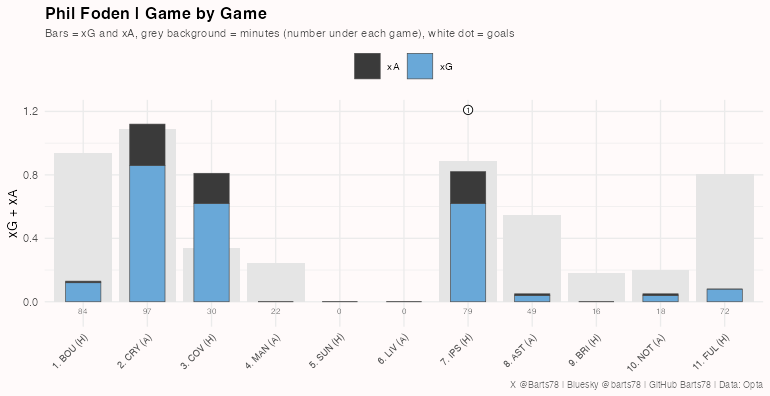 Phil Foden | Game by Game
Bars = xG and xA, grey background = minutes (number under each game), white dot = goals
xA xG
1.2
0.8
0.4
0.0
xG + xA
1
84 97 30 22 0 0 79 49 16 18 72
1. BOU (H) 2. CRY (A) 3. COV (H) 4. MAN (A) 5. SUN (H) 6. LIV (A) 7. IPS (H) 8. AST (A) 9. BRI (H) 10. NOT (A) 11. FUL (H)
X @Barts78 | Bluesky @barts78 | GitHub Barts78 | Data: Opta